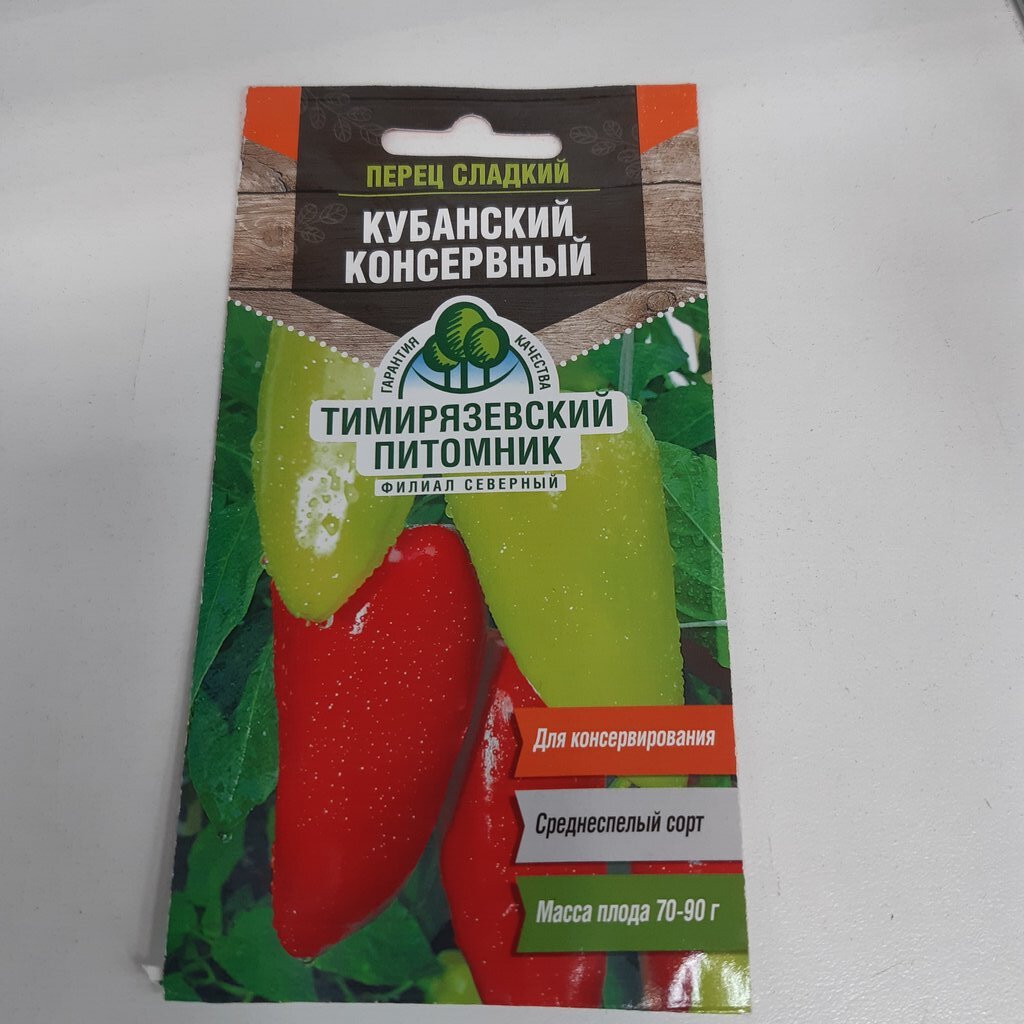 ПЕРЕЦ СЛАДКИЙ
КУБАНСКИЙ
КОНСЕРВНЫЙ
ГАРАНТИЯ КАЧЕСТВА
ТИМИРЯЗЕВСКИЙ
ПИТОМНИК
ФИЛИАЛ СЕВЕРНЫЙ
Для консервирования
Среднеспелый сорт
Масса плода 70-90 г